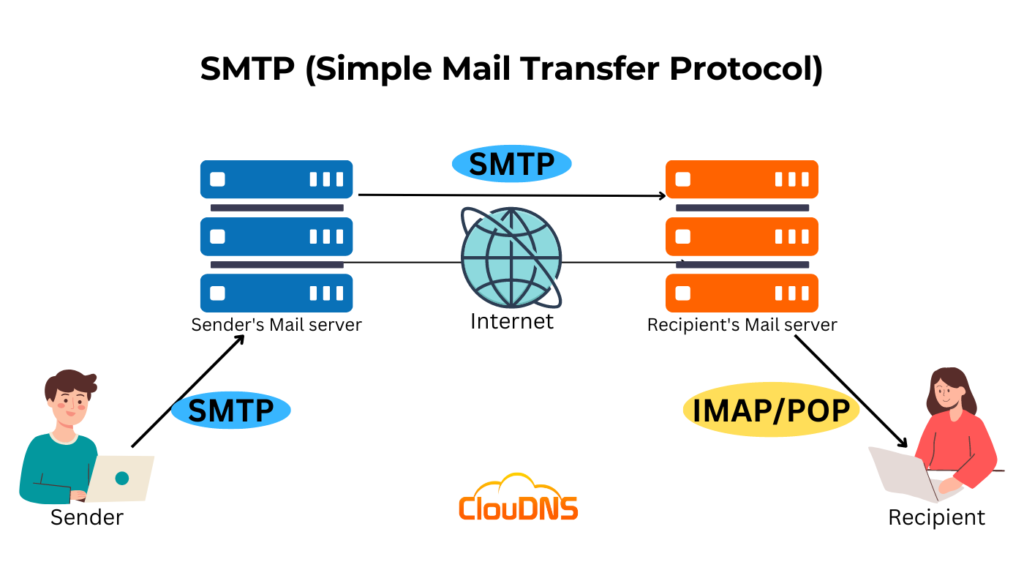 SMTP (Simple Mail Transfer Protocol)
SMTP
Internet
Sender's Mail server
Recipient's Mail server
SMTP
IMAP/POP
Sender
ClouDNS
Recipient